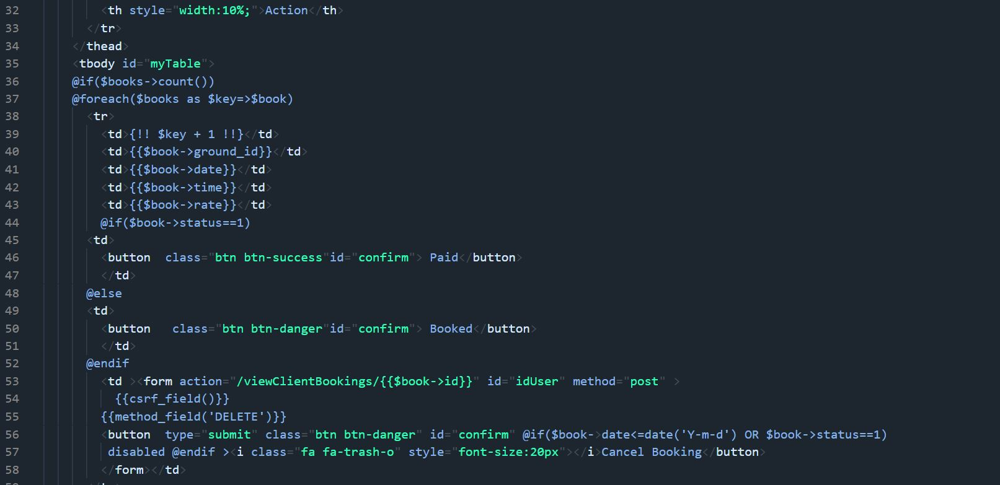 32 <th style="width:10%;">Action</th>
33 </tr>
34 </thead>
35 <tbody id="myTable">
36 @if($books->count())
37 @foreach($books as $key=>$book)
38 <tr>
39 <td>{!! $key + 1 !!}</td>
40 <td>{{$book->ground_id}}</td>
41 <td>{{$book->date}}</td>
42 <td>{{$book->time}}</td>
43 <td>{{$book->rate}}</td>
44 @if($book->status==1)
45 <td>
46 <button  class="btn btn-success"id="confirm"> Paid</button>
47 </td>
48 @else
49 <td>
50 <button   class="btn btn-danger"id="confirm"> Booked</button>
51 </td>
52 @endif
53 <td ><form action="/viewClientBookings/{{$book->id}}" id="idUser" method="post" >
54 {{csrf_field()}}
55 {{method_field('DELETE')}}
56 <button  type="submit" class="btn btn-danger" id="confirm" @if($book->date<=date('Y-m-d') OR $book->status==1)
57 disabled @endif ><i class="fa fa-trash-o" style="font-size:20px"></i>Cancel Booking</button>
58 </form></td>